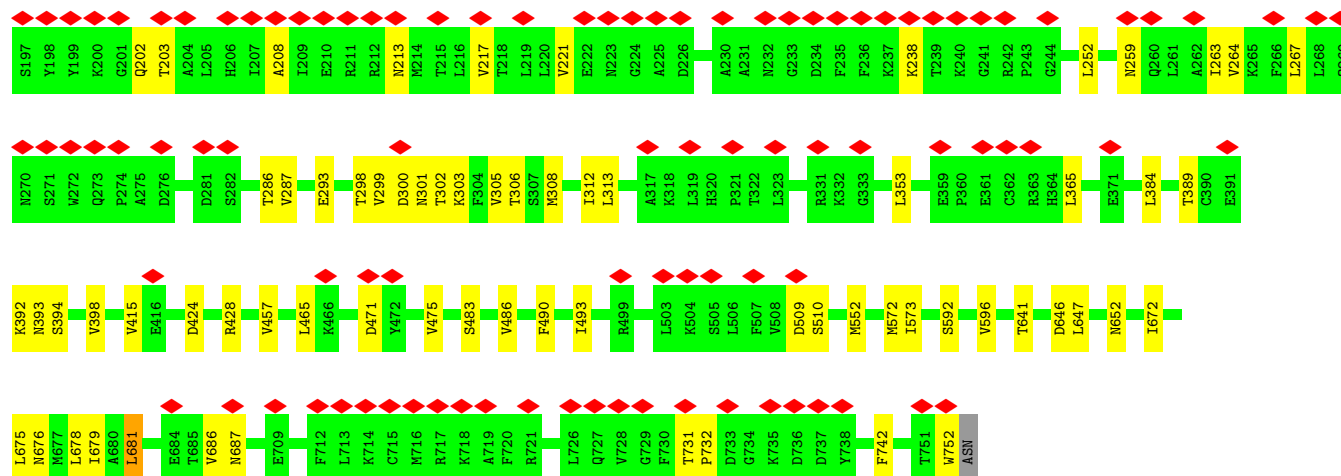 S197 Y198 Y199 K200 G201 Q202 T203 A204 L205 H206 I207 A208 I209 E210 R211 R212 N213 M214 T215 L216 V217 T218 L219 L220 V221 E222 N223 G224 A225 D226 A230 A231 N232 G233 D234 F235 F236 K237 K238 T239 K240 G241 R242 P243 G244 L252 N259 Q260 L261 A262 I263 V264 K265 F266 L267 L268
N270 S271 W272 Q273 P274 A275 D276 D281 S282 T286 V287 E293 T298 V299 D300 N301 T302 K303 F304 V305 T306 S307 M308 I312 L313 A317 K318 L319 H320 P321 T322 L323 R331 K332 G333 L353 E359 P360 E361 C362 R363 H364 L365 E371 L384 T389 C390 E391
K392 N393 S394 V398 V415 E416 D424 R428 V457 L465 K466 D471 Y472 V475 S483 V486 F490 I493 R499 L503 K504 S505 L506 F507 V508 D509 S510 M552 M572 I573 S592 V596 T641 D646 L647 N652 I672
L675 N676 M677 L678 I679 A680 L681 E684 T685 V686 N687 E709 F712 L713 K714 C715 M716 R717 K718 A719 F720 R721 L726 Q727 V728 G729 F730 T731 P732 D733 G734 K735 D736 D737 Y738 F742 T751 W752 ASN